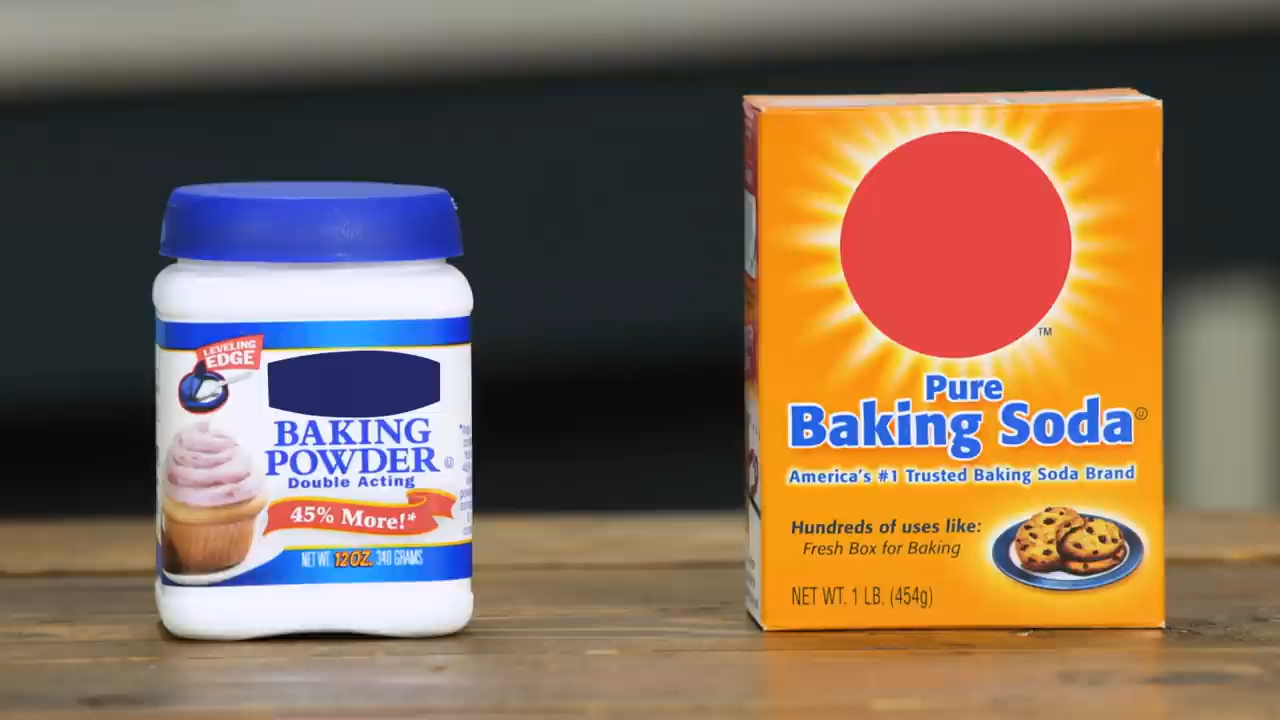 LEVELING
EDGE
BAKING
POWDER
Double Acting
45% More!*
NET WT. 12 OZ. 340 GRAMS
TM
Pure
Baking Soda
America's #1 Trusted Baking Soda Brand
Hundreds of uses like:
Fresh Box for Baking
NET WT. 1 LB. (454g)